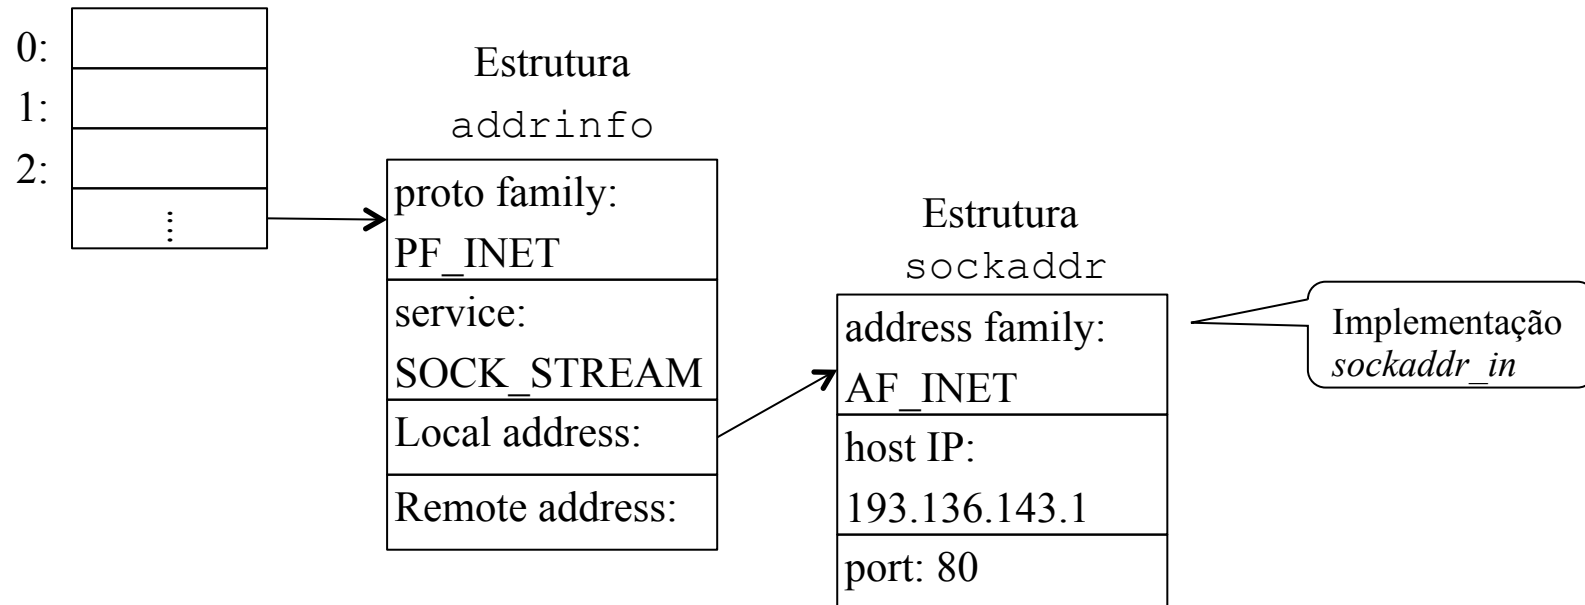 0:
1:
2:
Estrutura
addrinfo
proto family:
PF_INET
service:
SOCK_STREAM
Local address:
Remote address:
Estrutura
sockaddr
address family:
AF_INET
host IP:
193.136.143.1
port: 80
Implementação
sockaddr_in